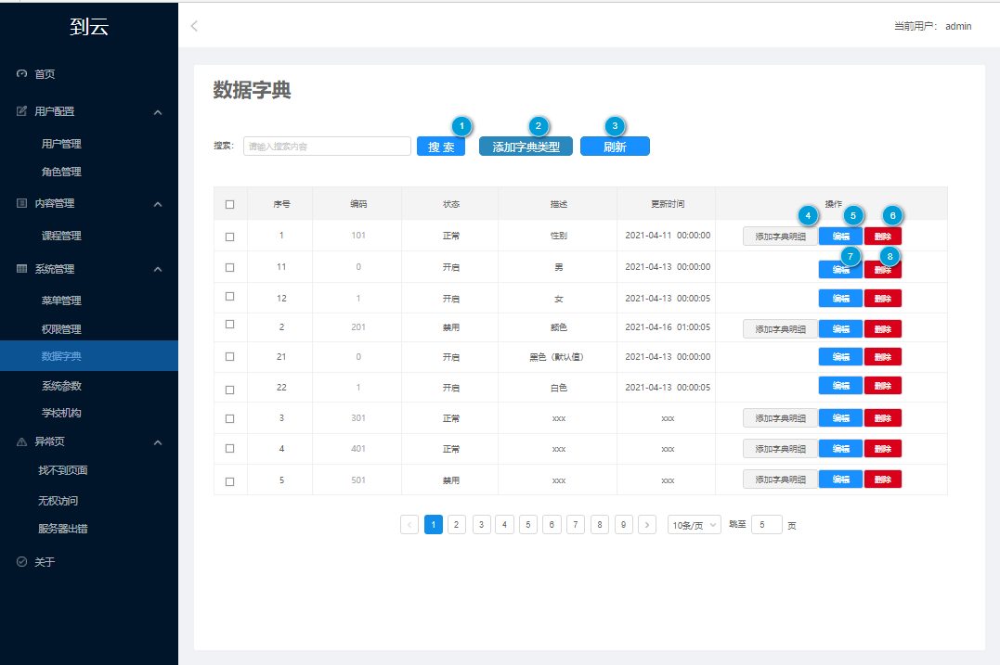 到云
当前用户： admin
首页
用户配置
用户管理
角色管理
内容管理
课程管理
系统管理
菜单管理
权限管理
数据字典
系统参数
学校机构
异常页
找不到页面
无权访问
服务器出错
关于
数据字典
1 2 3
搜索： 请输入搜索内容 搜 索 添加字典类型 刷新
序号 编码 状态 描述 更新时间 操作
4 5 6
1 101 正常 性别 2021-04-11 00:00:00 添加字典明细 编辑 删除
7 8
11 0 开启 男 2021-04-13 00:00:00 编辑 删除
12 1 开启 女 2021-04-13 00:00:05 编辑 删除
2 201 禁用 颜色 2021-04-16 01:00:05 添加字典明细 编辑 删除
21 0 开启 黑色（默认值） 2021-04-13 00:00:00 编辑 删除
22 1 开启 白色 2021-04-13 00:00:05 编辑 删除
3 301 正常 xxx xxx 添加字典明细 编辑 删除
4 401 正常 xxx xxx 添加字典明细 编辑 删除
5 501 禁用 xxx xxx 添加字典明细 编辑 删除
1 2 3 4 5 6 7 8 9 10条/页 跳至 5 页